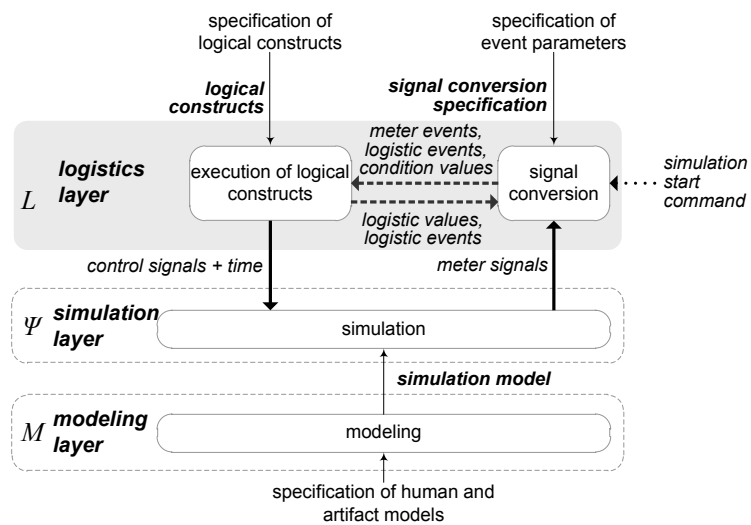 specification of
logical constructs
specification of
event parameters
logical
constructs
signal conversion
specification
meter events,
logistic events,
condition values
logistics
layer
L
execution of logical
constructs
signal
conversion
simulation
start
command
logistic values,
logistic events
control signals + time
meter signals
Ψ simulation
layer
simulation
simulation model
M modeling
layer
modeling
specification of human and
artifact models